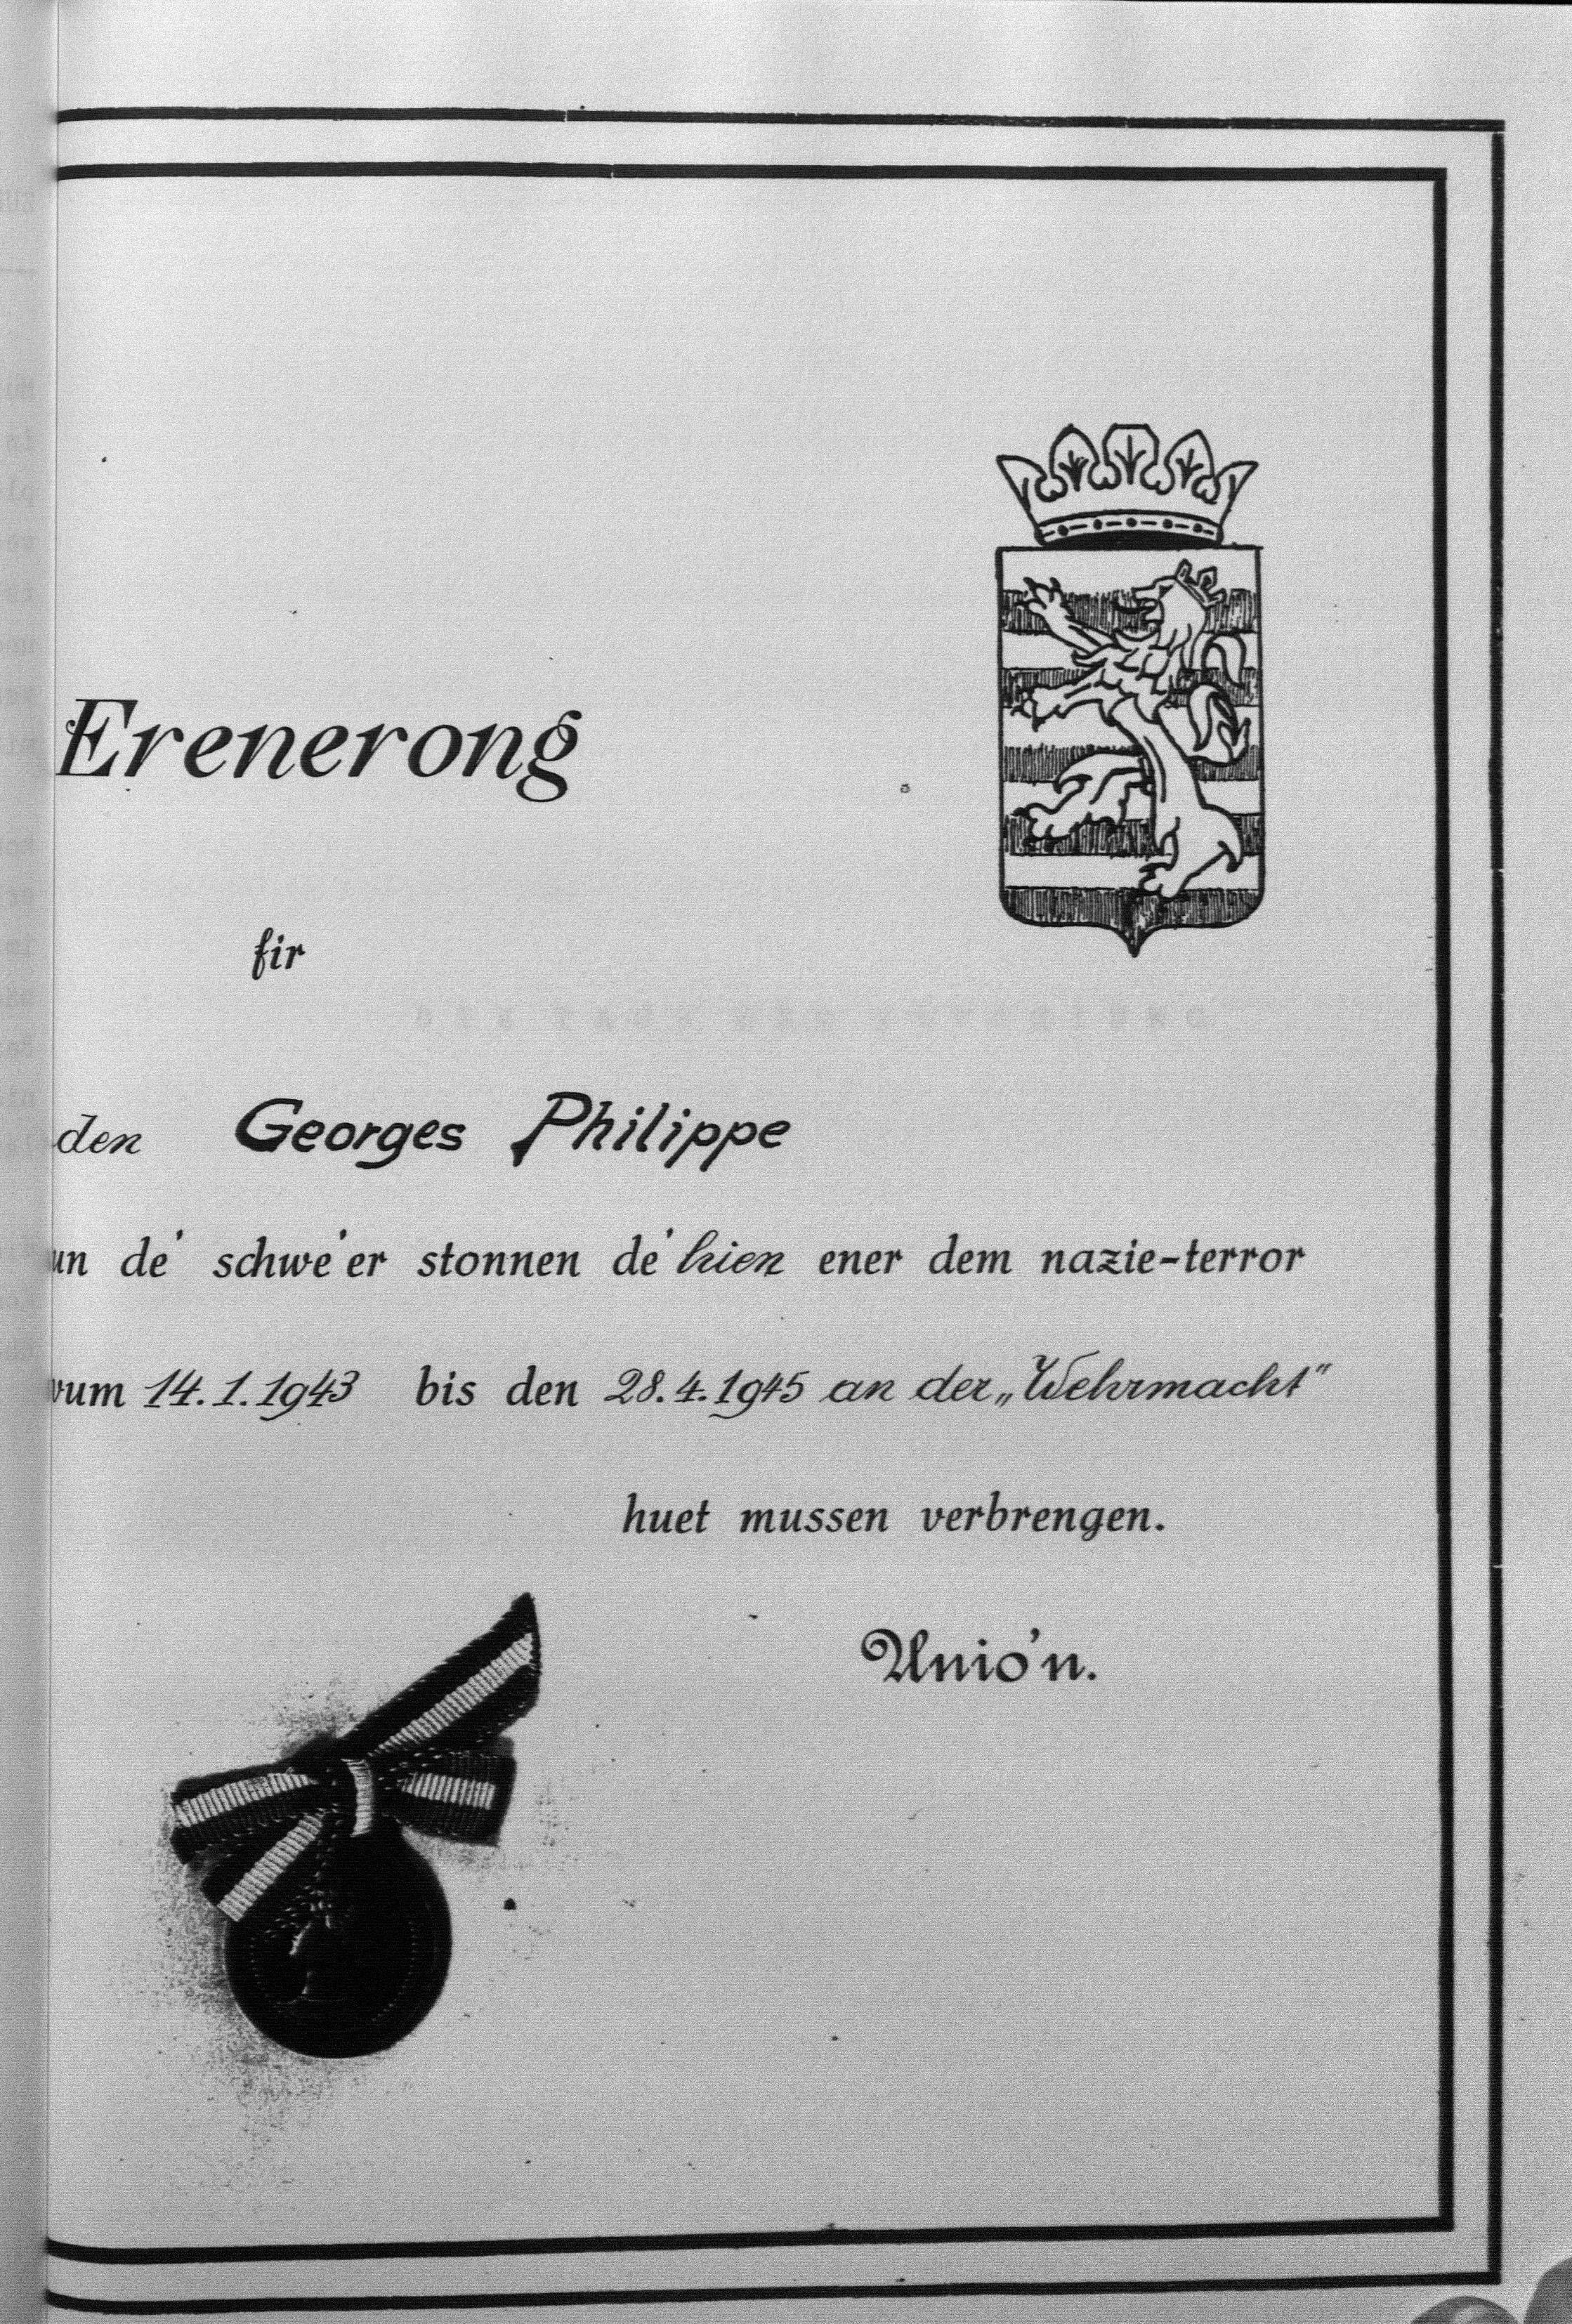 Erenerong
fir
den Georges Philippe
un de' schwe'er stonnen de' hien ener dem nazie-terror
vum 14.1.1943 bis den 28.4.1945 an der „Wehrmacht"
huet mussen verbrengen.
Unio'n.